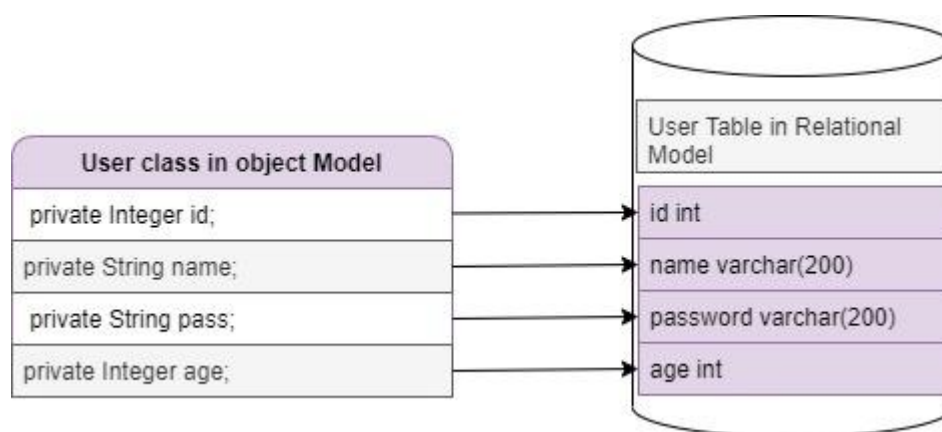 User class in object Model
private Integer id;
private String name;
private String pass;
private Integer age;
User Table in Relational
Model
id int
name varchar(200)
password varchar(200)
age int